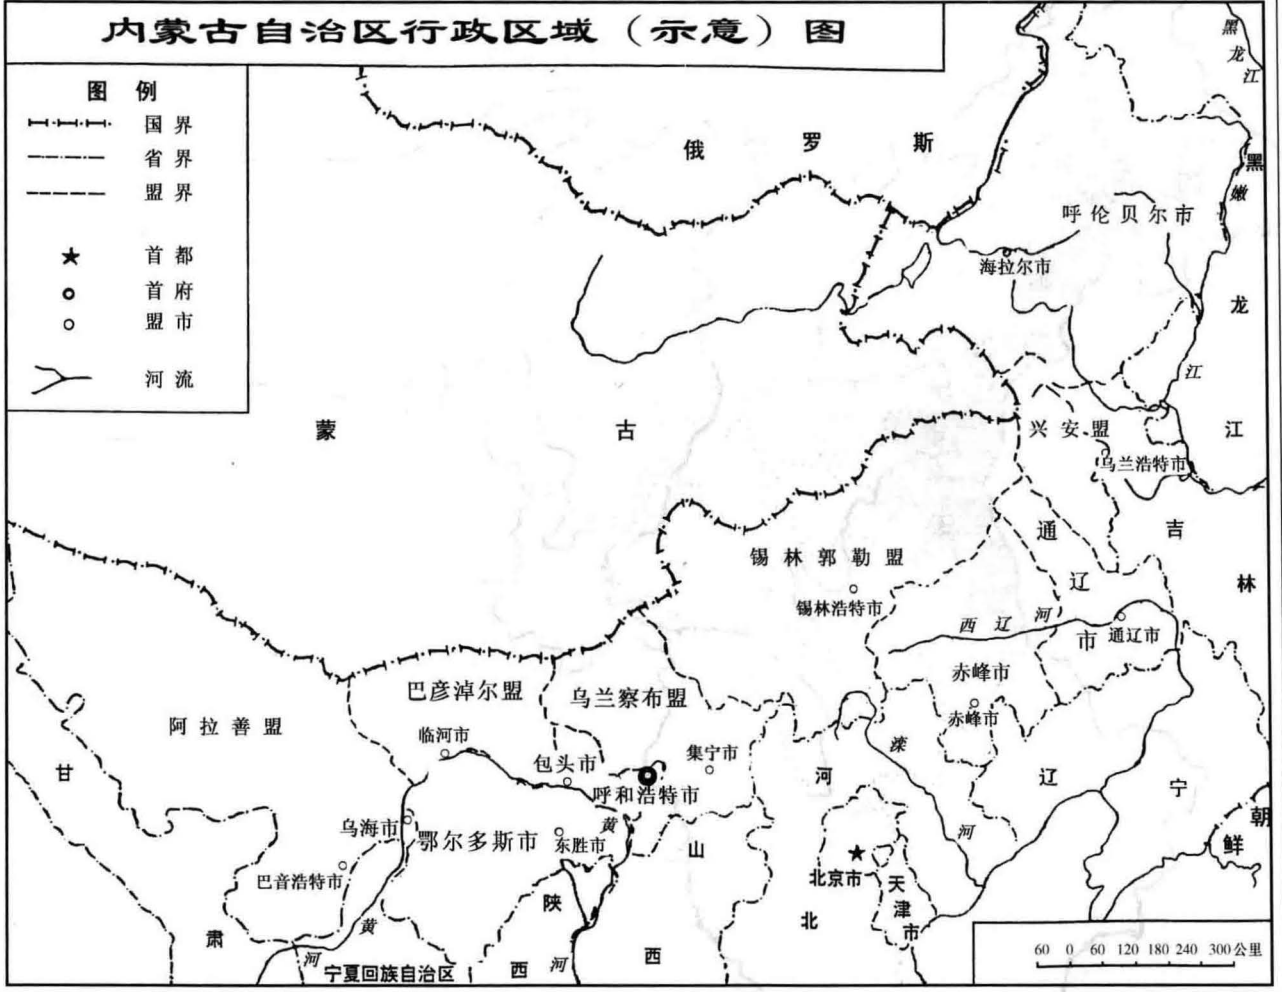 内蒙古自治区行政区域（示意）图
图例
国界
省界
盟界
首都
首府
盟市
河流
黑龙江
俄罗斯
黑龙江
嫩江
呼伦贝尔市
海拉尔市
蒙古
兴安盟
乌兰浩特市
吉林
通辽市
锡林郭勒盟
锡林浩特市
西辽河
通辽市
赤峰市
赤峰市
巴彦淖尔盟
乌兰察布盟
阿拉善盟
临河市
包头市
集宁市
呼和浩特市
滦河
河北
辽宁
甘肃
乌海市
鄂尔多斯市
东胜市
黄河
山西
朝鲜
巴音浩特市
北京市
天津市
陕西
黄河
宁夏回族自治区
60 0 60 120 180 240 300公里